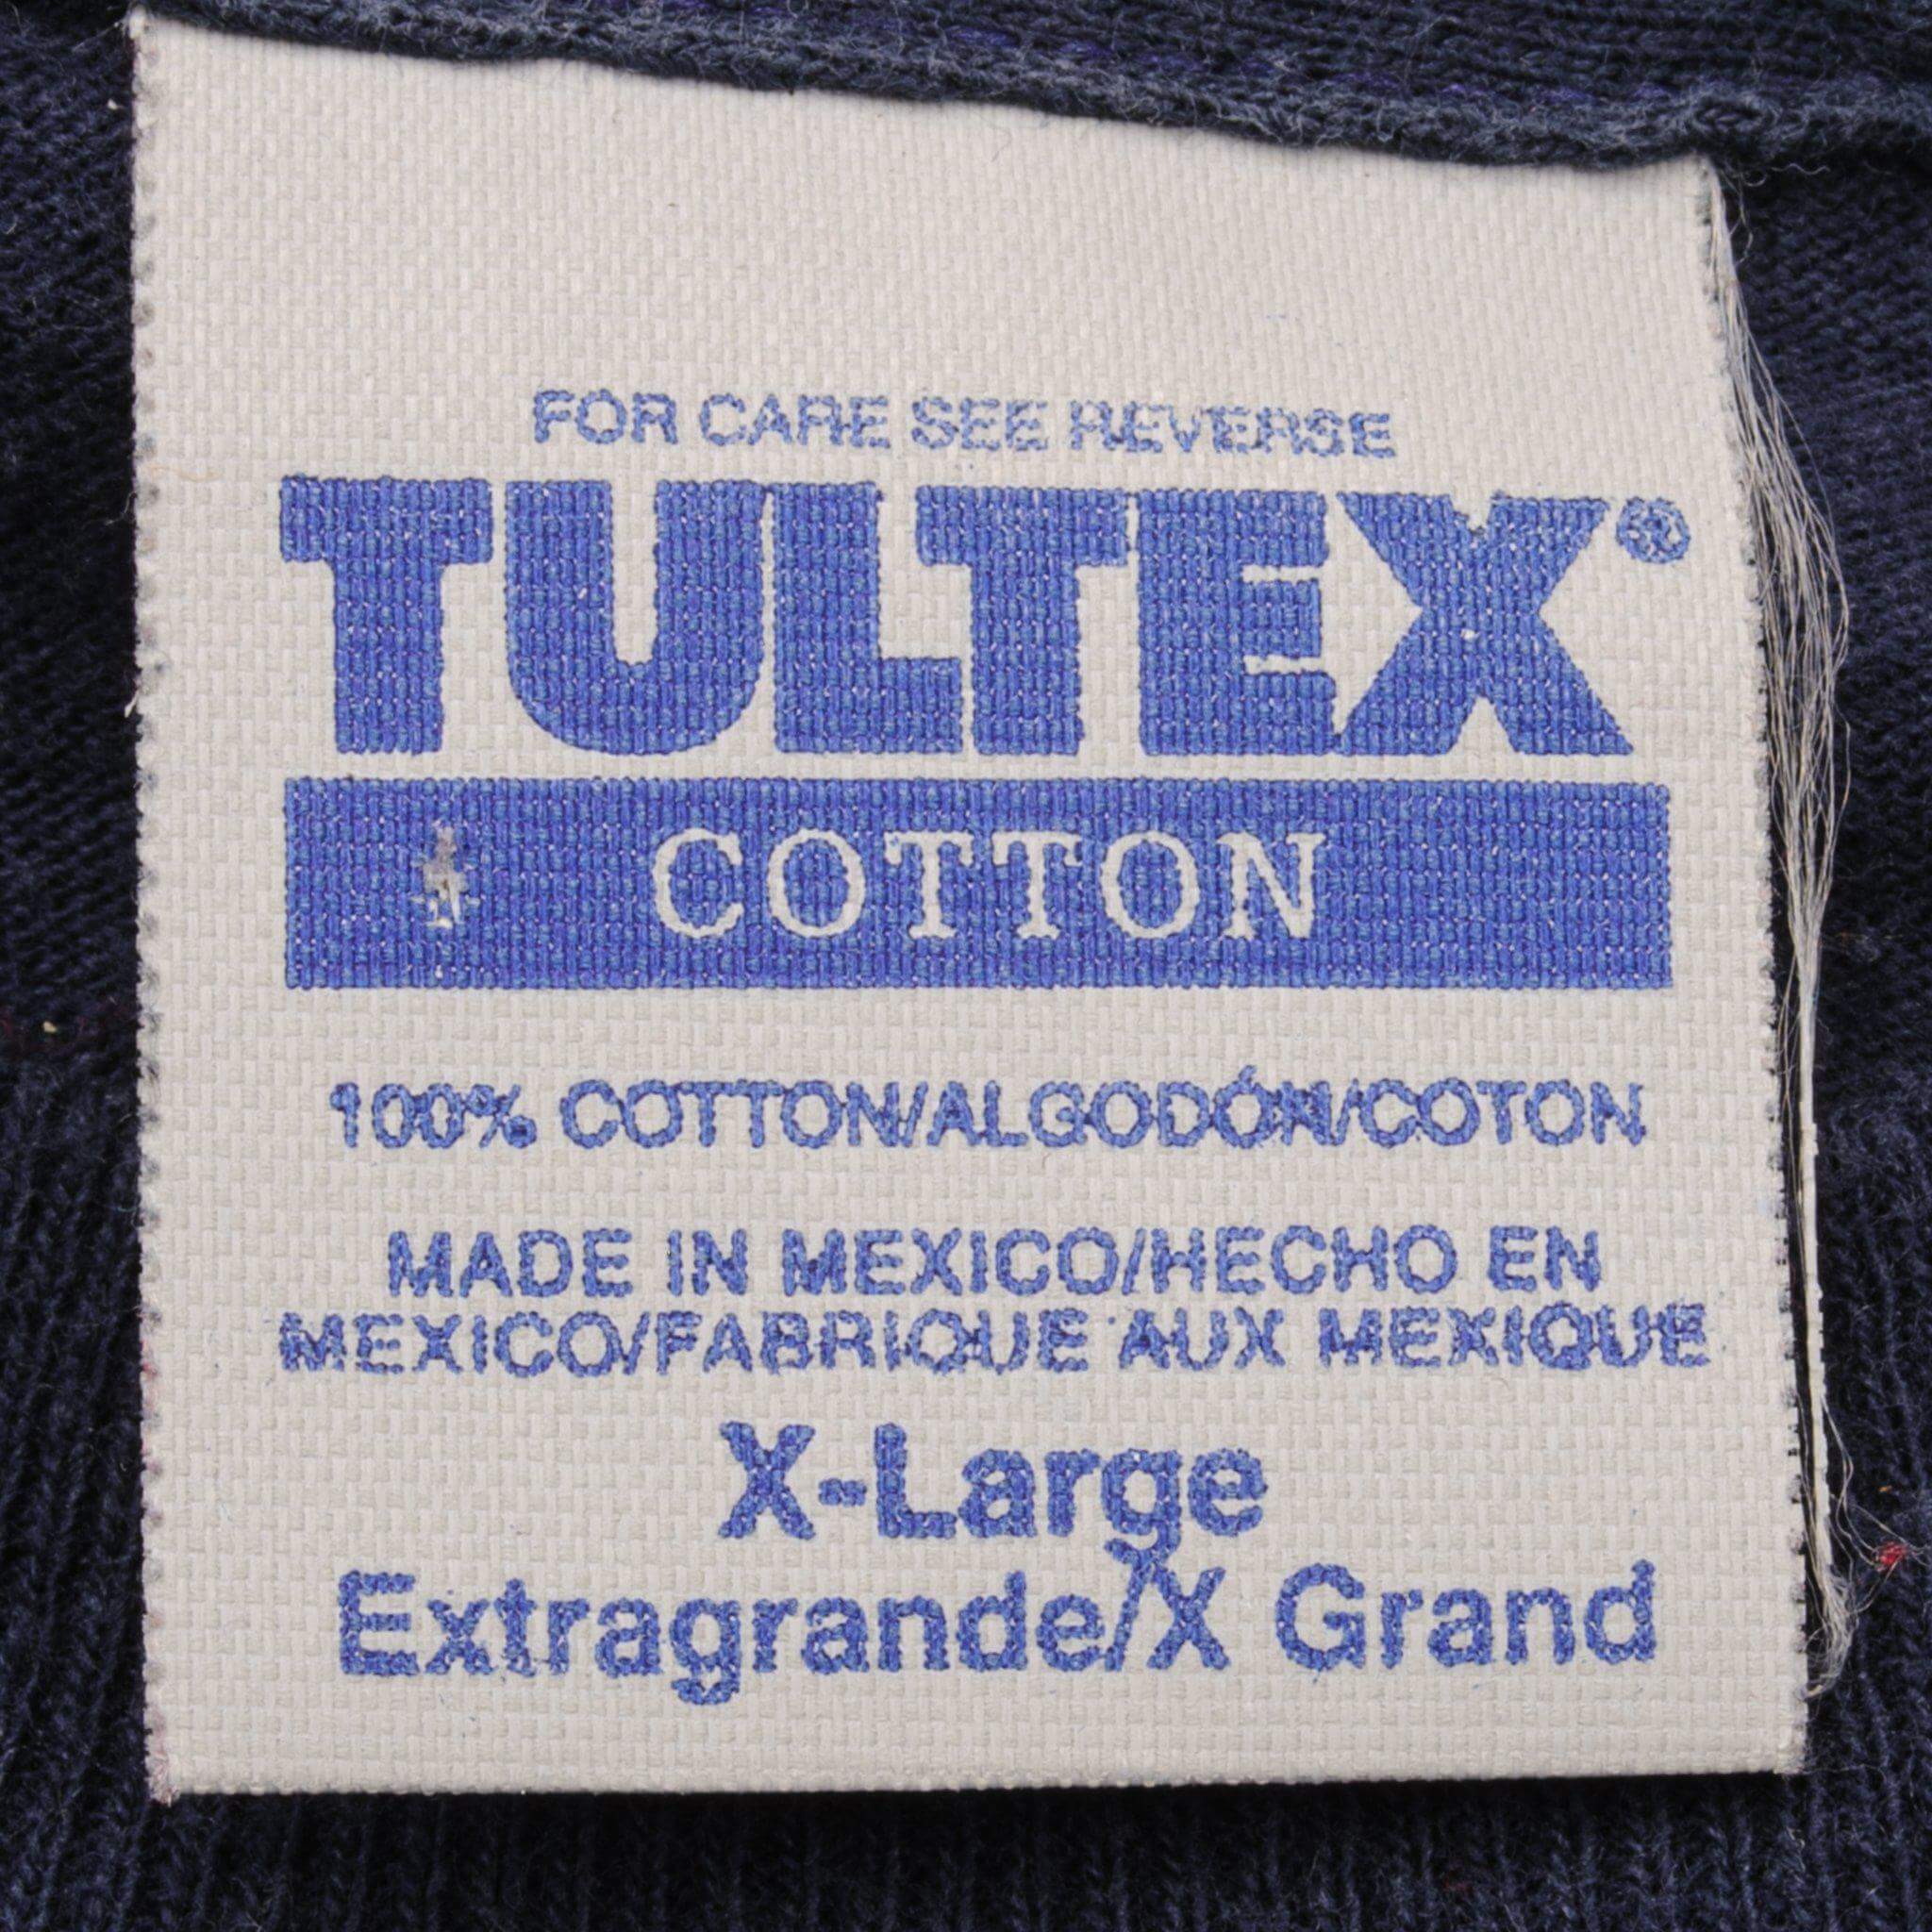 FOR CARE SEE REVERSE
TULTEX®
COTTON
100% COTTON/ALGODÓN/COTON
MADE IN MEXICO/HECHO EN
MEXICO/FABRIQUE AUX MEXIQUE
X-Large
Extragrande/X Grand